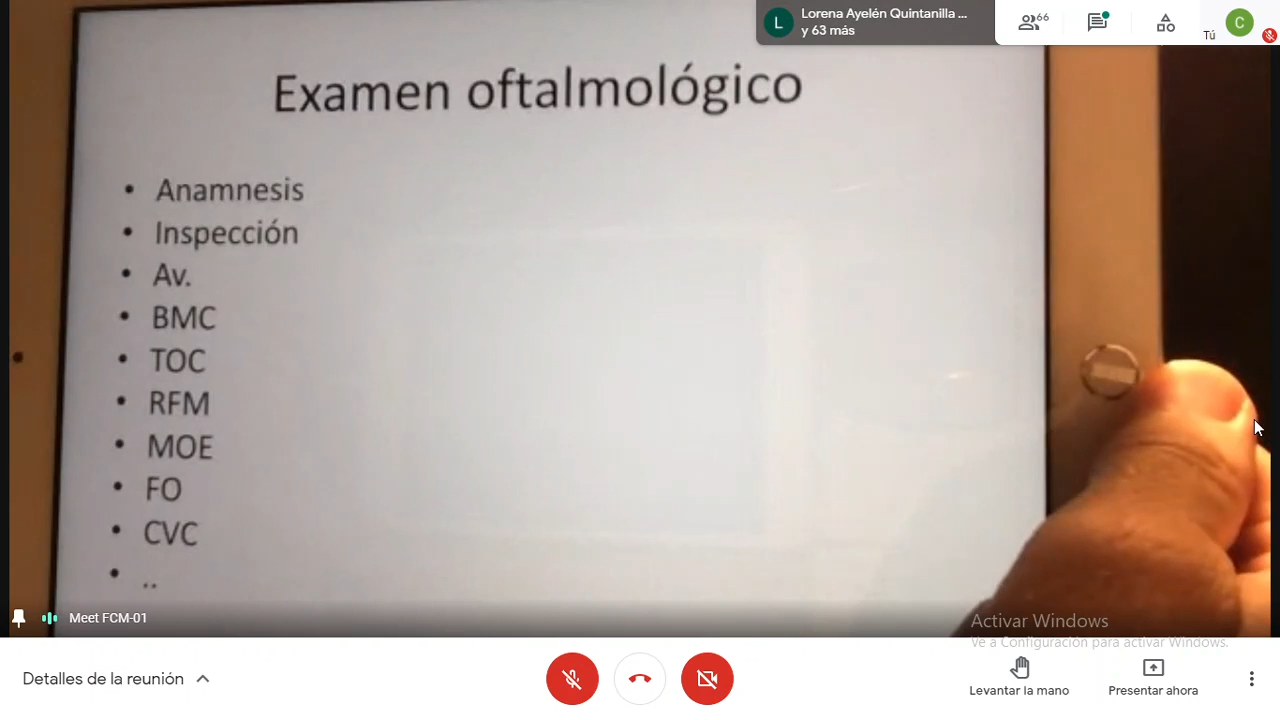 Lorena Ayelén Quintanilla ...
y 63 más
66
L
Tú
C
Examen oftalmológico
• Anamnesis
• Inspección
• Av.
• BMC
• TOC
• RFM
• MOE
• FO
• CVC
• ..
Meet FCM-01
Activar Windows
Ve a Configuración para activar Windows.
Detalles de la reunión
Levantar la mano
Presentar ahora